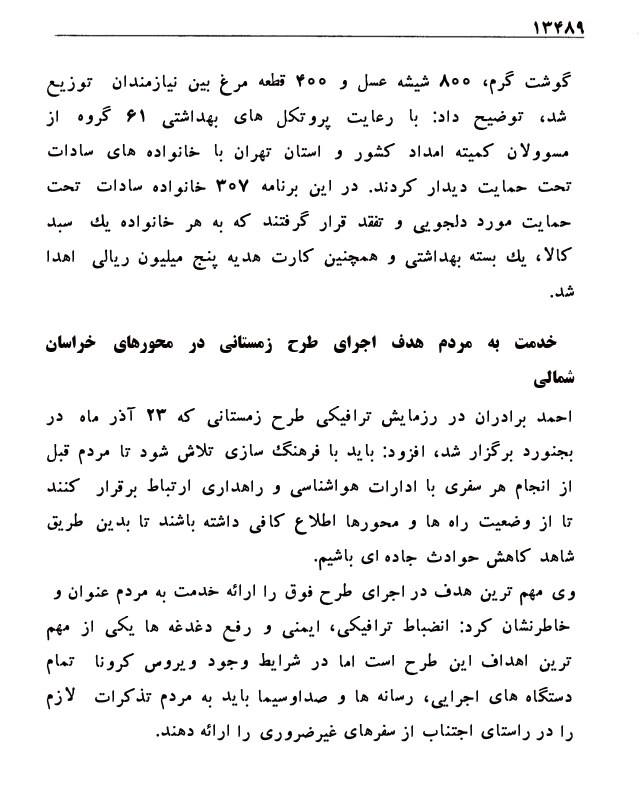 ۱۳۴۸۹
گوشت گرم، ۸۰۰ شیشه عسل و ۴۰۰ قطعه مرغ بین نیازمندان توزیع
شد، توضیح داد: با رعایت پروتکل های بهداشتی ۶۱ گروه از
مسوولان کمیته امداد کشور و استان تهران با خانواده های سادات
تحت حمایت دیدار کردند. در این برنامه ۳۰۷ خانواده سادات تحت
حمایت مورد دلجویی و تفقد قرار گرفتند که به هر خانواده یك سبد
کالا، یك بسته بهداشتی و همچنین کارت هدیه پنج میلیون ریالی اهدا
شد.
خدمت به مردم هدف اجرای طرح زمستانی در محورهای خراسان
شمالی
احمد برادران در رزمایش ترافیکی طرح زمستانی که ۲۳ آذر ماه در
بجنورد برگزار شد، افزود: باید با فرهنگ سازی تلاش شود تا مردم قبل
از انجام هر سفری با ادارات هواشناسی و راهداری ارتباط برقرار کنند
تا از وضعیت راه ها و محورها اطلاع کافی داشته باشند تا بدین طریق
شاهد کاهش حوادث جاده ای باشیم.
وی مهم ترین هدف در اجرای طرح فوق را ارائه خدمت به مردم عنوان و
خاطرنشان کرد: انضباط ترافیکی، ایمنی و رفع دغدغه ها یکی از مهم
ترین اهداف این طرح است اما در شرایط وجود ویروس کرونا تمام
دستگاه های اجرایی، رسانه ها و صداوسیما باید به مردم تذکرات لازم
را در راستای اجتناب از سفرهای غیرضروری را ارائه دهند.